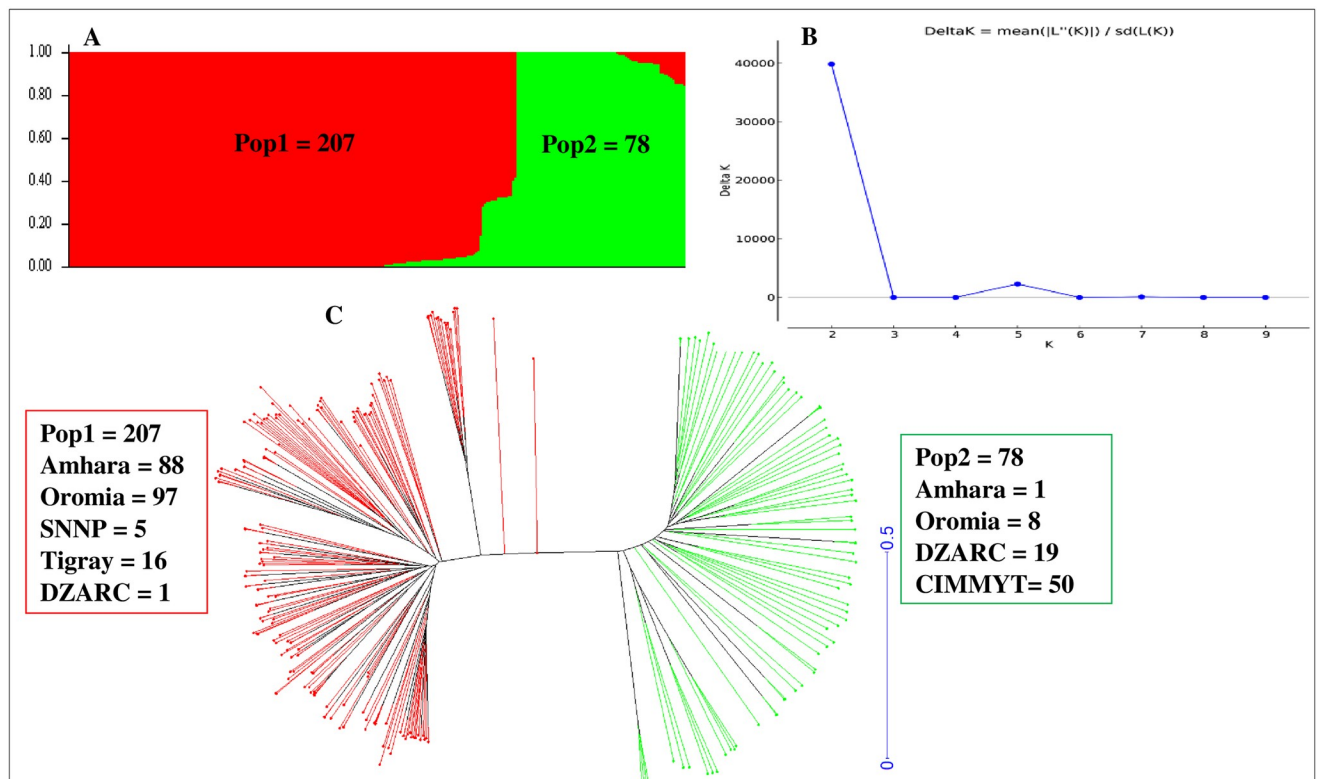 A
1.00
0.80
0.60
0.40
0.20
0.00
Pop1 = 207
Pop2 = 78
B
DeltaK = mean(|L''(K)|) / sd(L(K))
40000
30000
20000
10000
0
Delta K
2 3 4 5 6 7 8 9
K
C
Pop1 = 207
Amhara = 88
Oromia = 97
SNNP = 5
Tigray = 16
DZARC = 1
Pop2 = 78
Amhara = 1
Oromia = 8
DZARC = 19
CIMMYT= 50
0.5
0